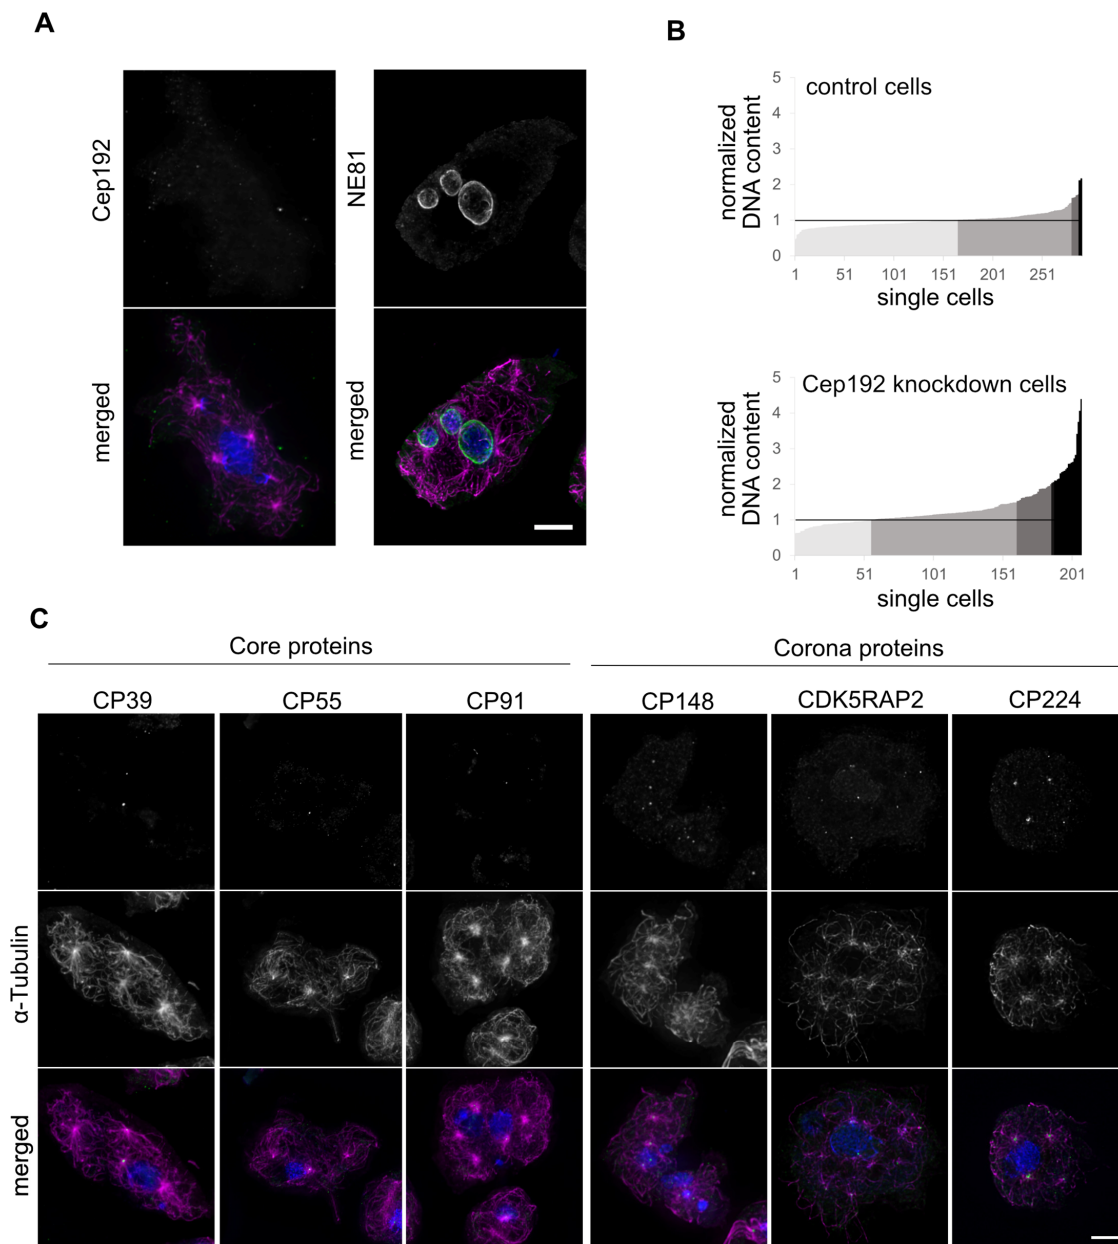 A
Cep192
NE81
merged
merged
B
control cells
normalized
DNA content
5
4
3
2
1
0
1 51 101 151 201 251
single cells
Cep192 knockdown cells
normalized
DNA content
5
4
3
2
1
0
1 51 101 151 201
single cells
C
Core proteins
Corona proteins
CP39 CP55 CP91 CP148 CDK5RAP2 CP224
α-Tubulin
merged